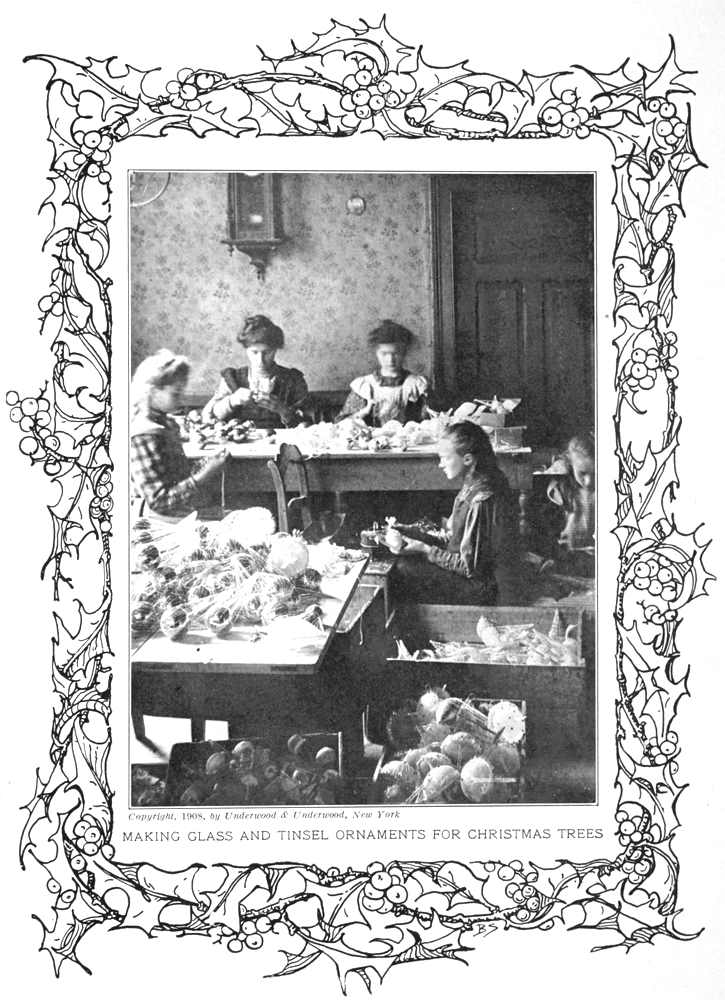 Copyright, 1908, by Underwood & Underwood, New York
MAKING GLASS AND TINSEL ORNAMENTS FOR CHRISTMAS TREES
BS